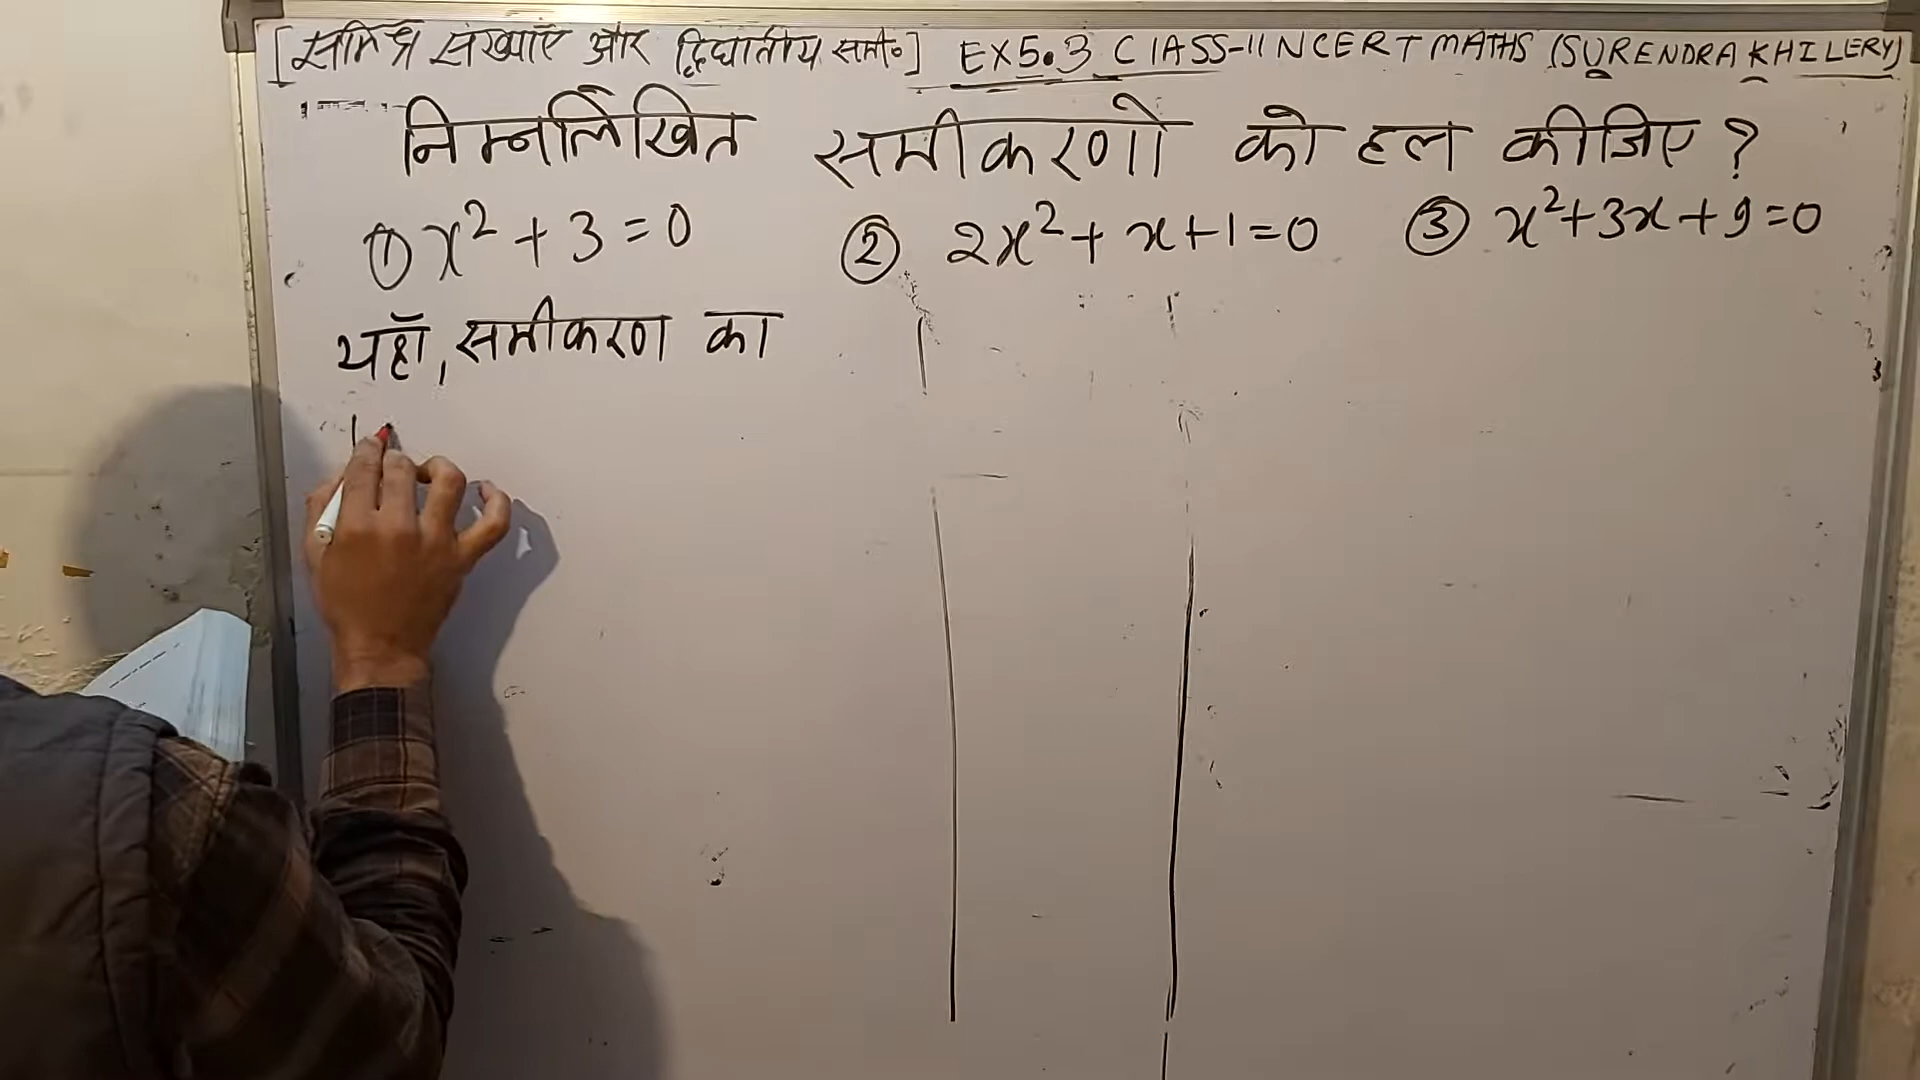 [सम्मिश्र संख्याएँ और द्विघातीय समी०] EX5.3 CLASS-11 NCERT MATHS (SURENDRA KHILERY)
निम्नलिखित समीकरणो को हल कीजिए ?
① x²+3=0 ② 2x²+x+1=0 ③ x²+3x+9=0
यहाँ, समीकरण का